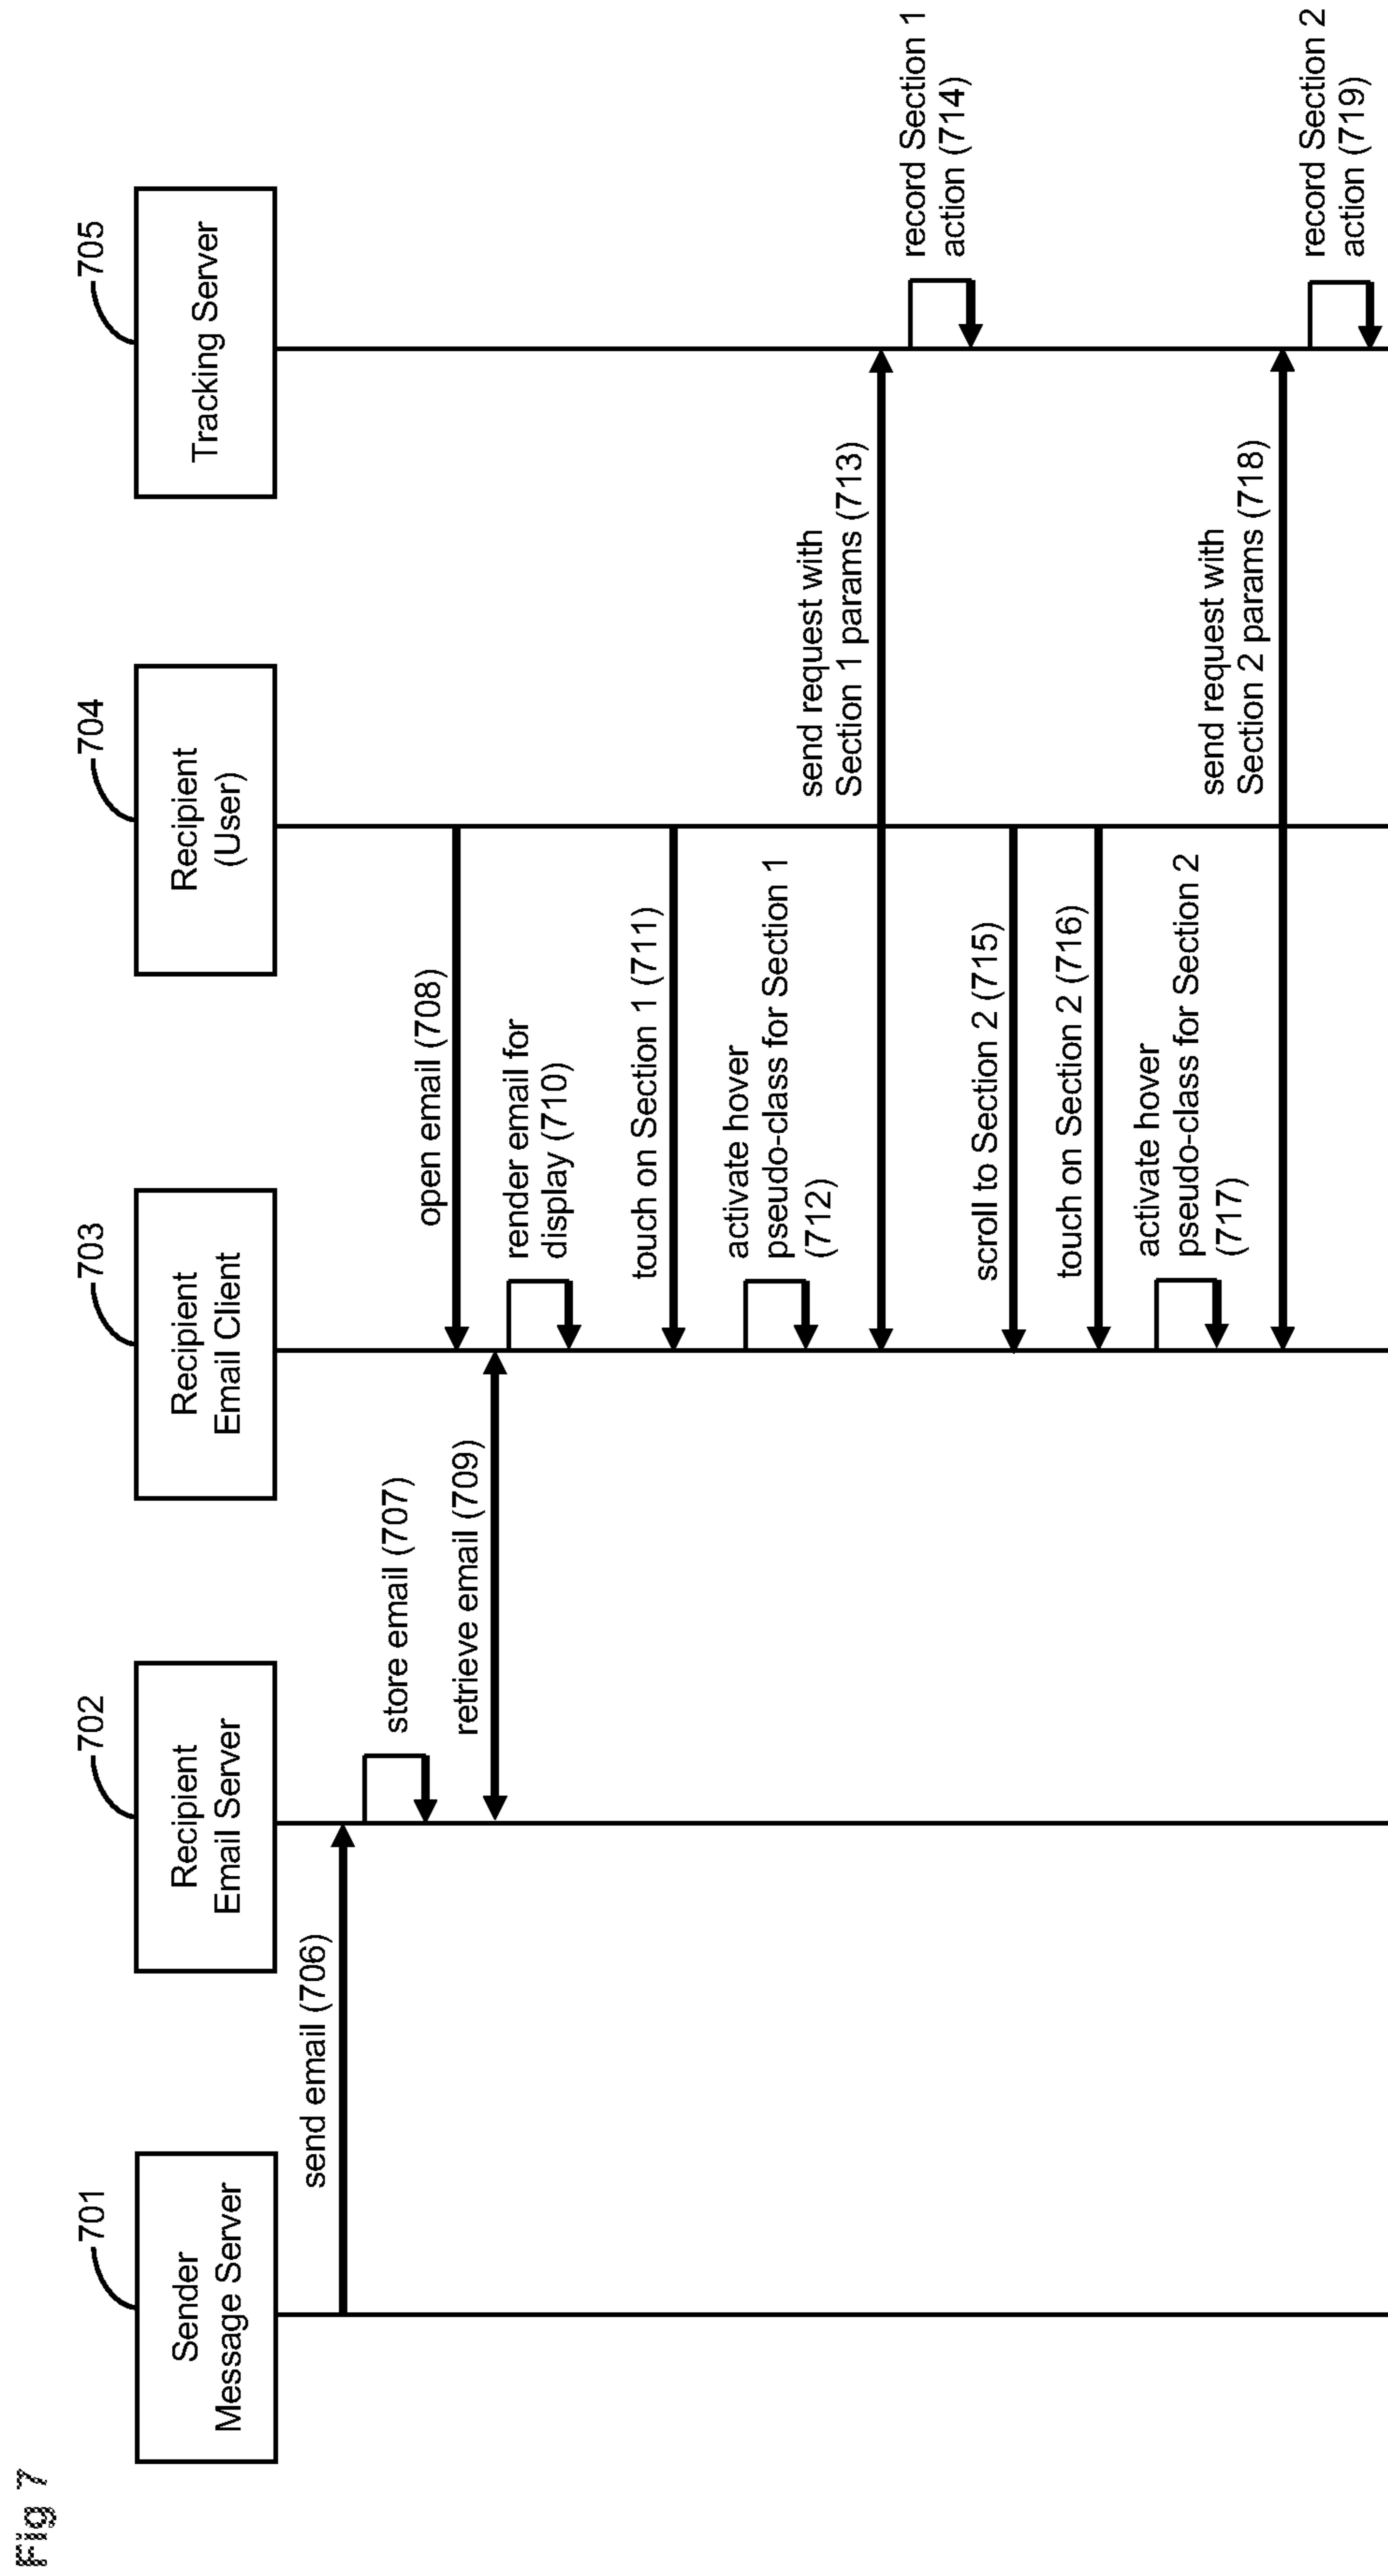 Fig 7
701
Sender
Message Server
702
Recipient
Email Server
703
Recipient
Email Client
704
Recipient
(User)
705
Tracking Server
send email (706)
store email (707)
open email (708)
retrieve email (709)
render email for
display (710)
touch on Section 1 (711)
activate hover
pseudo-class for Section 1
(712)
send request with
Section 1 params (713)
record Section 1
action (714)
scroll to Section 2 (715)
touch on Section 2 (716)
activate hover
pseudo-class for Section 2
(717)
send request with
Section 2 params (718)
record Section 2
action (719)